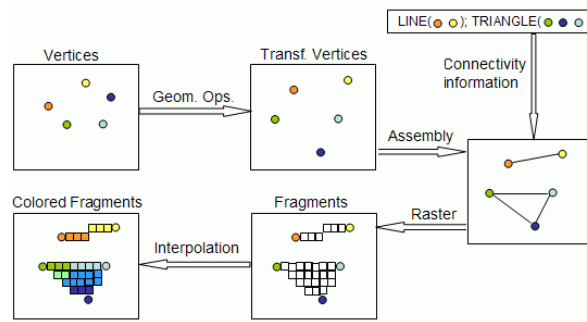 LINE( ); TRIANGLE(
Vertices
Transf. Vertices
Connectivity
information
Geom. Ops.
Assembly
Colored Fragments
Fragments
Raster
Interpolation